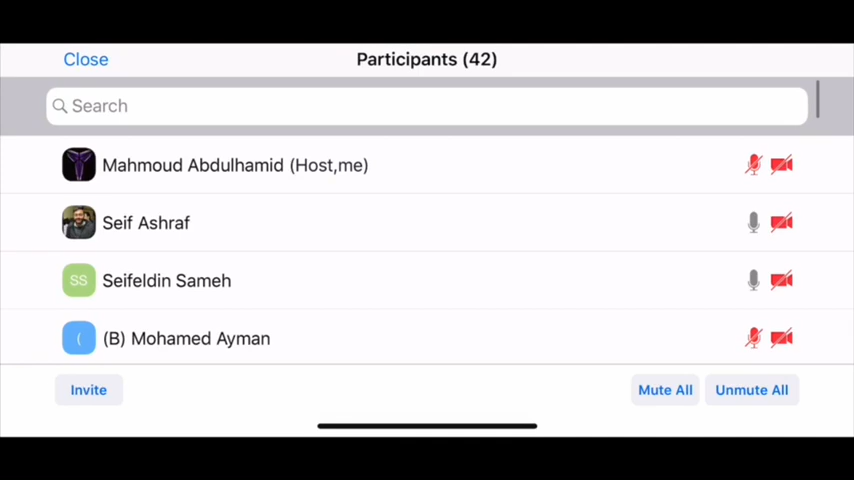 Close
Participants (42)
Search
Mahmoud Abdulhamid (Host,me)
Seif Ashraf
SS
Seifeldin Sameh
(
(B) Mohamed Ayman
Invite
Mute All
Unmute All